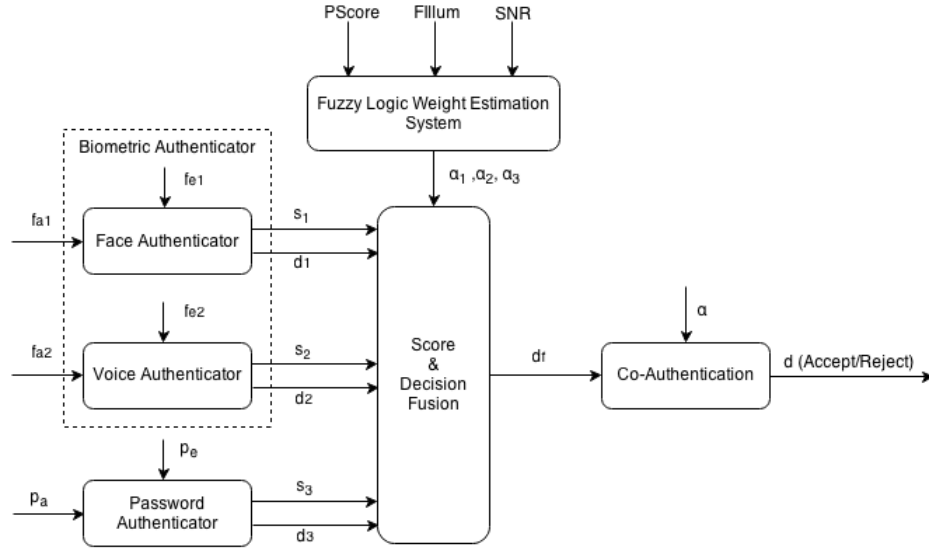 PScore FIllum SNR
Fuzzy Logic Weight Estimation
System
Biometric Authenticator
α1 ,α2, α3
fe1
fa1
Face Authenticator
s1
d1
fe2
fa2
Voice Authenticator
s2
d2
Score
&
Decision
Fusion
df
α
Co-Authentication
d (Accept/Reject)
pe
pa
Password
Authenticator
s3
d3